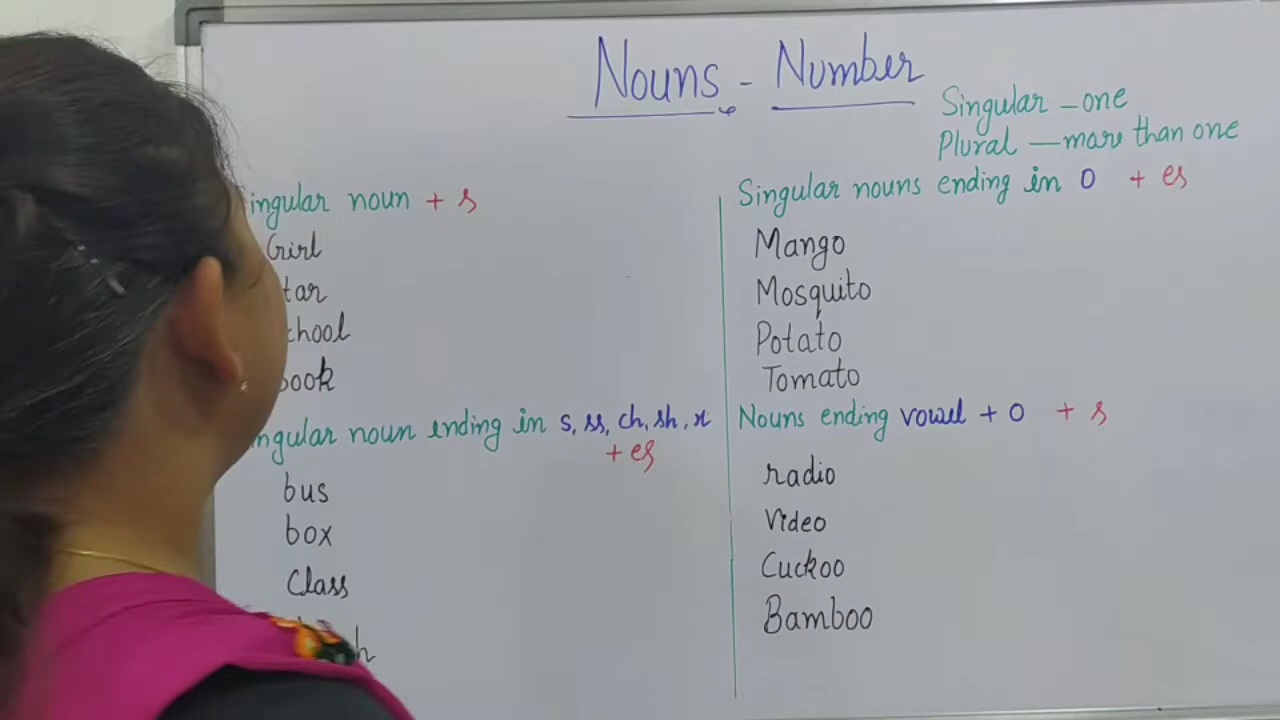 Nouns - Number
Singular - one
Plural — more than one
ingular noun + s
Girl
tar
chool
ook
ngular noun ending in s, ss, ch, sh, x
+ es
bus
box
Class
h
Singular nouns ending in O + es
Mango
Mosquito
Potato
Tomato
Nouns ending vowel + O + s
radio
Video
Cuckoo
Bamboo